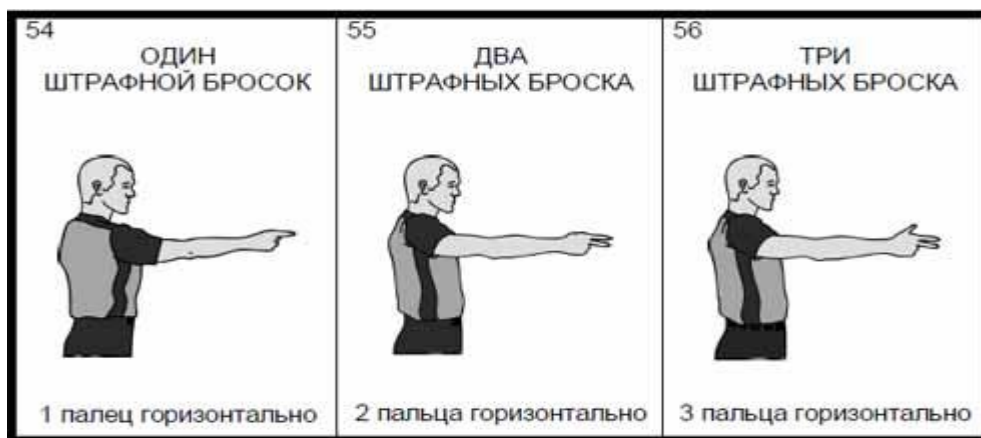 54
ОДИН
ШТРАФНОЙ БРОСОК
1 палец горизонтально
55
ДВА
ШТРАФНЫХ БРОСКА
2 пальца горизонтально
56
ТРИ
ШТРАФНЫХ БРОСКА
3 пальца горизонтально